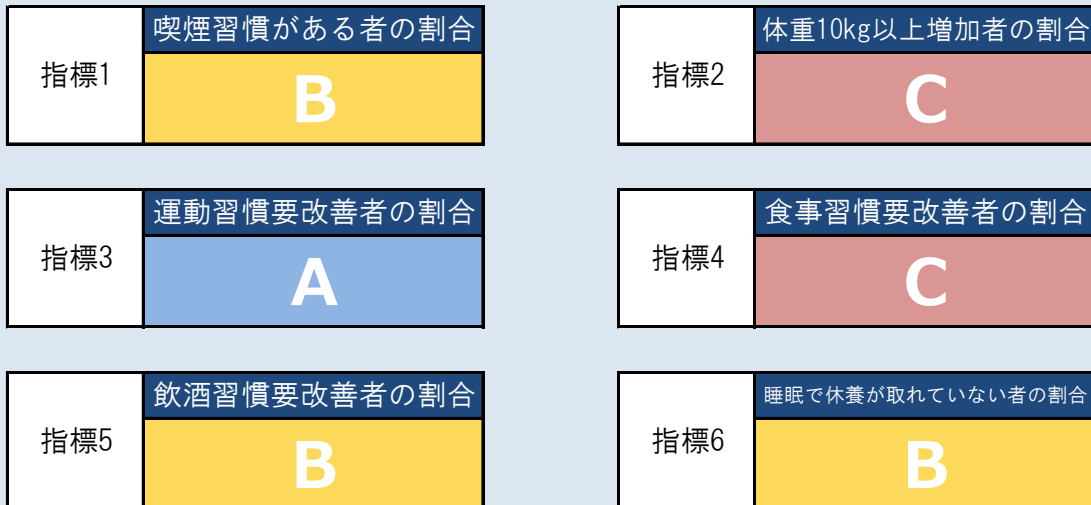 指標1
喫煙習慣がある者の割合
B
指標2
体重10kg以上増加者の割合
C
指標3
運動習慣要改善者の割合
A
指標4
食事習慣要改善者の割合
C
指標5
飲酒習慣要改善者の割合
B
指標6
睡眠で休養が取れていない者の割合
B